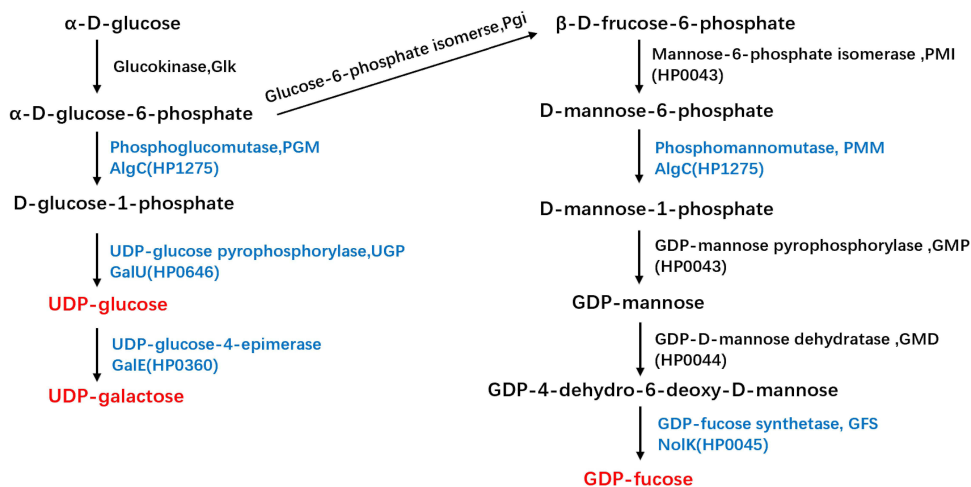 α-D-glucose
Glucokinase,Glk
α-D-glucose-6-phosphate
Phosphoglucomutase,PGM
AlgC(HP1275)
D-glucose-1-phosphate
UDP-glucose pyrophosphorylase,UGP
GalU(HP0646)
UDP-glucose
UDP-glucose-4-epimerase
GalE(HP0360)
UDP-galactose
Glucose-6-phosphate isomerse,Pgi
β-D-frucose-6-phosphate
Mannose-6-phosphate isomerase ,PMI
(HP0043)
D-mannose-6-phosphate
Phosphomannomutase, PMM
AlgC(HP1275)
D-mannose-1-phosphate
GDP-mannose pyrophosphorylase ,GMP
(HP0043)
GDP-mannose
GDP-D-mannose dehydratase ,GMD
(HP0044)
GDP-4-dehydro-6-deoxy-D-mannose
GDP-fucose synthetase, GFS
NolK(HP0045)
GDP-fucose